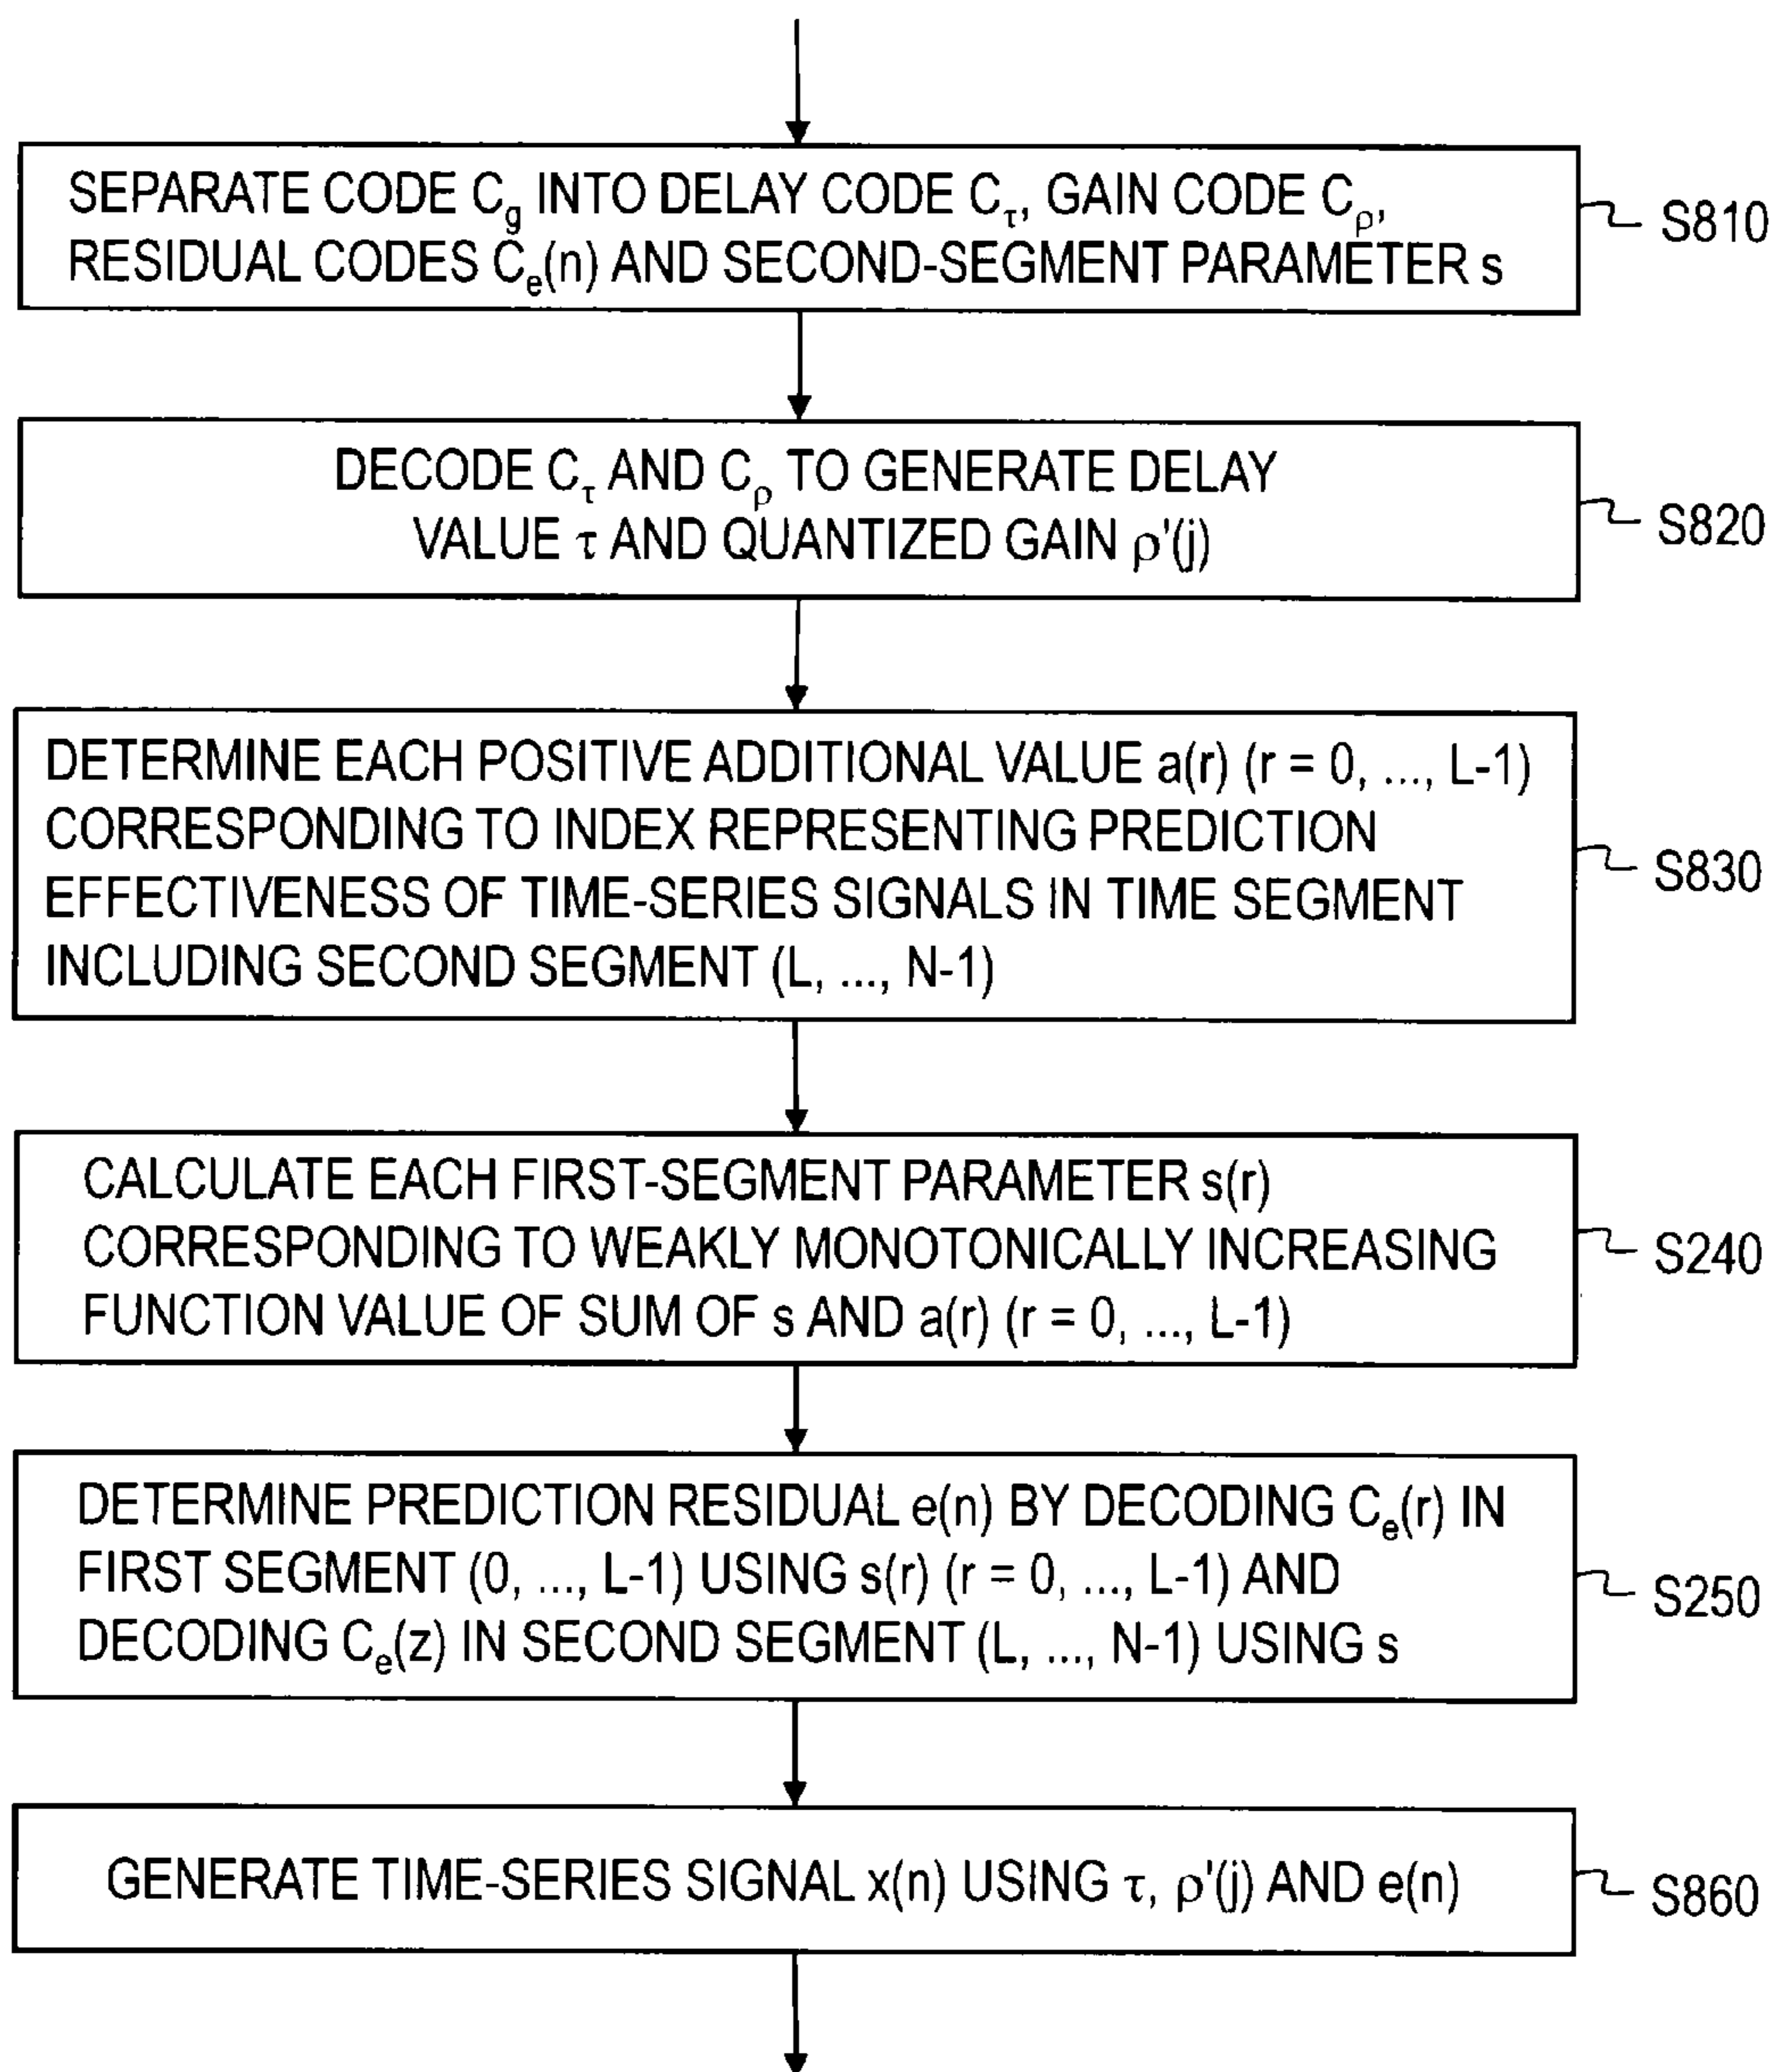 SEPARATE CODE Cg INTO DELAY CODE Cτ, GAIN CODE Cρ,
RESIDUAL CODES Ce(n) AND SECOND-SEGMENT PARAMETER s
S810
DECODE Cτ AND Cρ TO GENERATE DELAY
VALUE τ AND QUANTIZED GAIN ρ'(j)
S820
DETERMINE EACH POSITIVE ADDITIONAL VALUE a(r) (r = 0, ..., L-1)
CORRESPONDING TO INDEX REPRESENTING PREDICTION
EFFECTIVENESS OF TIME-SERIES SIGNALS IN TIME SEGMENT
INCLUDING SECOND SEGMENT (L, ..., N-1)
S830
CALCULATE EACH FIRST-SEGMENT PARAMETER s(r)
CORRESPONDING TO WEAKLY MONOTONICALLY INCREASING
FUNCTION VALUE OF SUM OF s AND a(r) (r = 0, ..., L-1)
S240
DETERMINE PREDICTION RESIDUAL e(n) BY DECODING Ce(r) IN
FIRST SEGMENT (0, ..., L-1) USING s(r) (r = 0, ..., L-1) AND
DECODING Ce(z) IN SECOND SEGMENT (L, ..., N-1) USING s
S250
GENERATE TIME-SERIES SIGNAL x(n) USING τ, ρ'(j) AND e(n)
S860